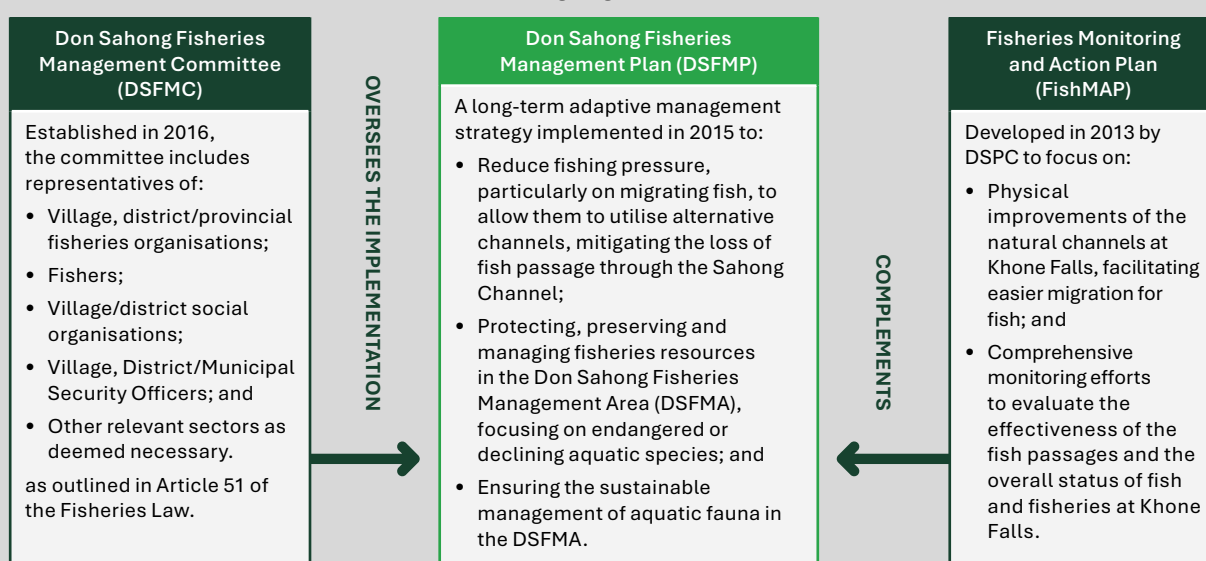 Don Sahong Fisheries
Management Committee
(DSFMC)
Established in 2016,
the committee includes
representatives of:
• Village, district/provincial
fisheries organisations;
• Fishers;
• Village/district social
organisations;
• Village, District/Municipal
Security Officers; and
• Other relevant sectors as
deemed necessary.
as outlined in Article 51 of
the Fisheries Law.
OVERSEES THE IMPLEMENTATION
Don Sahong Fisheries
Management Plan (DSFMP)
A long-term adaptive management
strategy implemented in 2015 to:
• Reduce fishing pressure,
particularly on migrating fish, to
allow them to utilise alternative
channels, mitigating the loss of
fish passage through the Sahong
Channel;
• Protecting, preserving and
managing fisheries resources
in the Don Sahong Fisheries
Management Area (DSFMA),
focusing on endangered or
declining aquatic species; and
• Ensuring the sustainable
management of aquatic fauna in
the DSFMA.
COMPLEMENTS
Fisheries Monitoring
and Action Plan
(FishMAP)
Developed in 2013 by
DSPC to focus on:
• Physical
improvements of the
natural channels at
Khone Falls, facilitating
easier migration for
fish; and
• Comprehensive
monitoring efforts
to evaluate the
effectiveness of the
fish passages and the
overall status of fish
and fisheries at Khone
Falls.